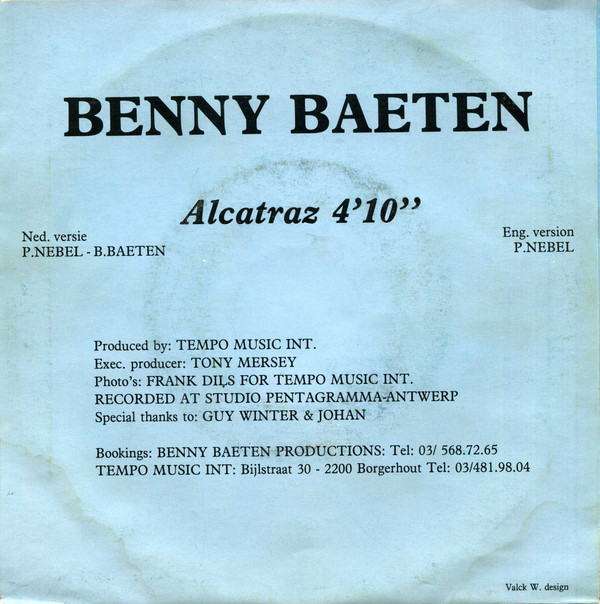 BENNY BAETEN
Alcatraz 4’10’’
Ned. versie
P.NEBEL - B.BAETEN
Eng. version
P.NEBEL
Produced by: TEMPO MUSIC INT.
Exec. producer: TONY MERSEY
Photo's: FRANK DILS FOR TEMPO MUSIC INT.
RECORDED AT STUDIO PENTAGRAMMA-ANTWERP
Special thanks to: GUY WINTER & JOHAN
Bookings: BENNY BAETEN PRODUCTIONS: Tel: 03/ 568.72.65
TEMPO MUSIC INT: Bijlstraat 30 - 2200 Borgerhout Tel: 03/481.98.04
Valck W. design